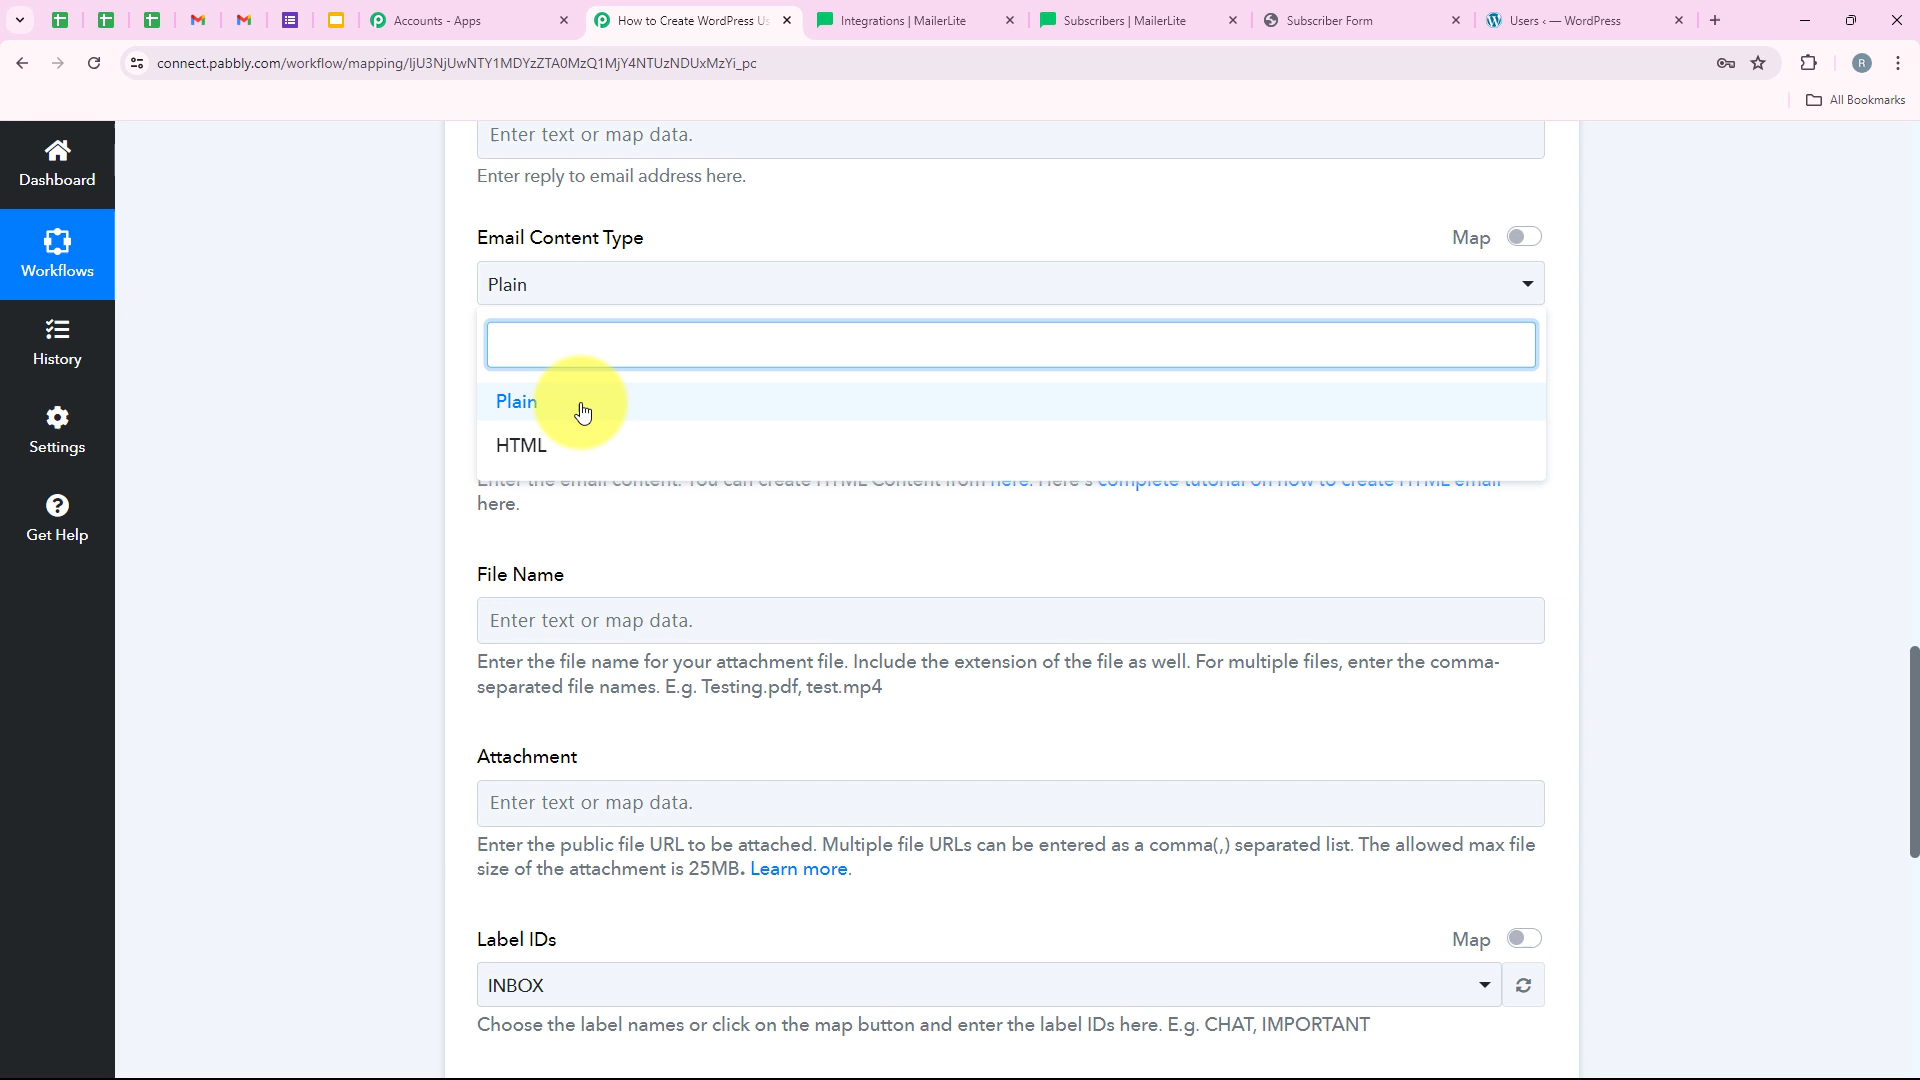 Accounts - Apps
How to Create WordPress Us
Integrations | MailerLite
Subscribers | MailerLite
Subscriber Form
Users ‹ — WordPress
connect.pabbly.com/workflow/mapping/IjU3NjUwNTY1MDYzZTA0MzQ1MjY4NTUzNDUxMzYi_pc
R
All Bookmarks
Dashboard
Workflows
History
Settings
Get Help
Enter text or map data.
Enter reply to email address here.
Email Content Type
Map
Plain
Plain
HTML
Enter the email content. You can create HTML Content from here. Here's complete tutorial on how to create HTML email
here.
File Name
Enter text or map data.
Enter the file name for your attachment file. Include the extension of the file as well. For multiple files, enter the comma-
separated file names. E.g. Testing.pdf, test.mp4
Attachment
Enter text or map data.
Enter the public file URL to be attached. Multiple file URLs can be entered as a comma(,) separated list. The allowed max file
size of the attachment is 25MB. Learn more.
Label IDs
Map
INBOX
Choose the label names or click on the map button and enter the label IDs here. E.g. CHAT, IMPORTANT